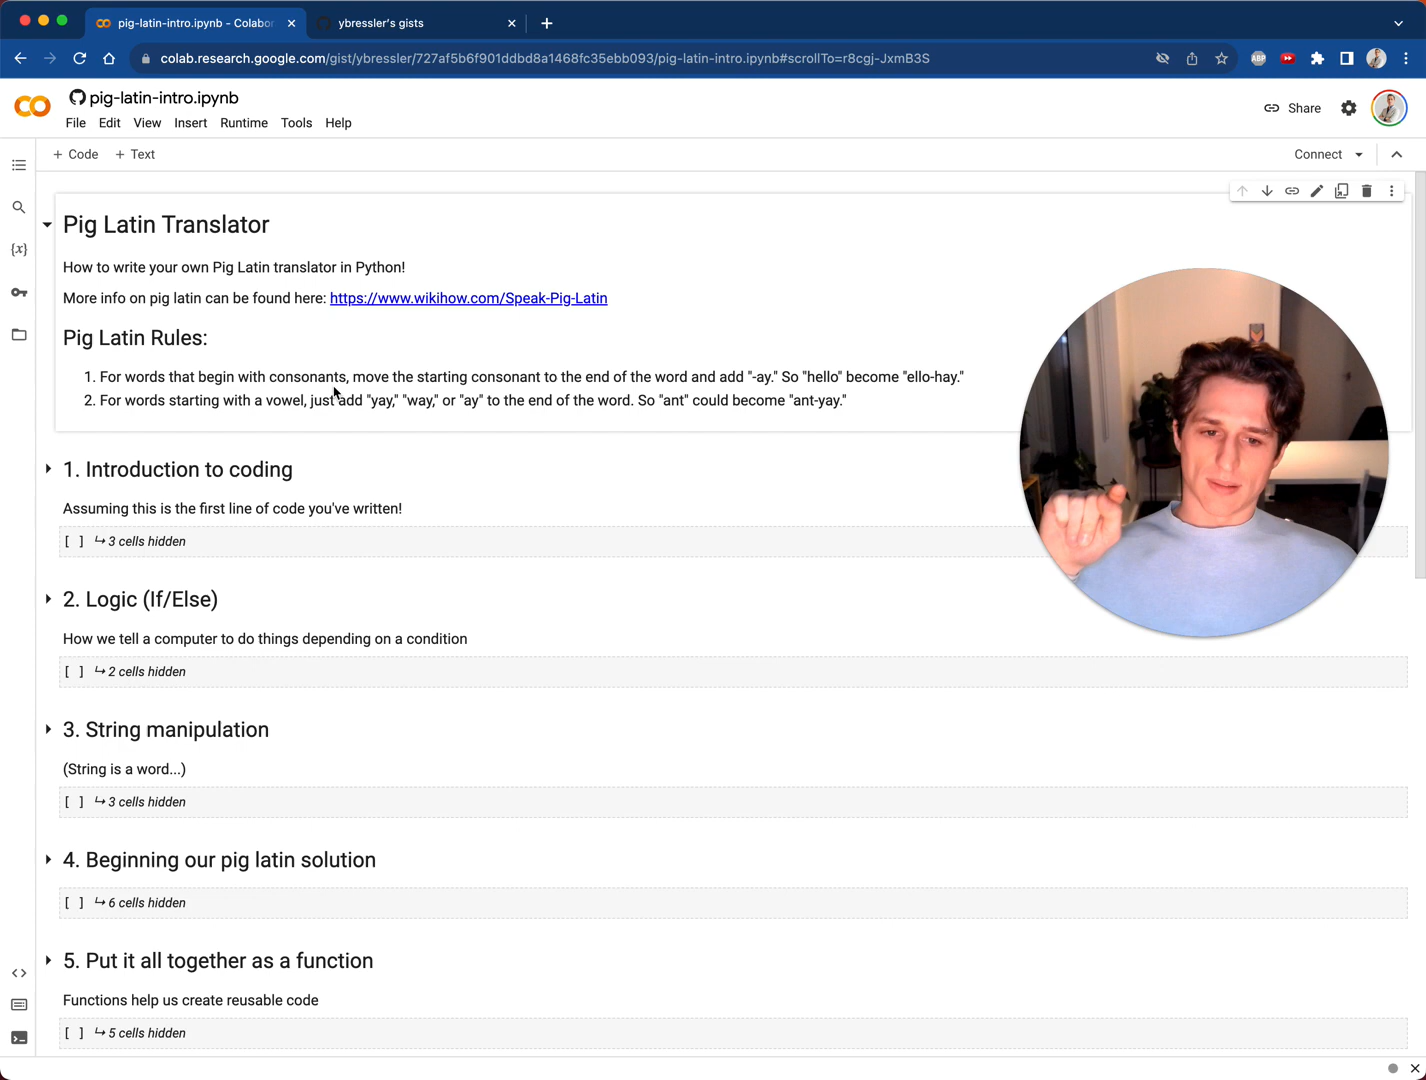 pig-latin-intro.ipynb - Colabor
ybressler's gists
colab.research.google.com/gist/ybressler/727af5b6f901ddbd8a1468fc35ebb093/pig-latin-intro.ipynb#scrollTo=r8cgj-JxmB3S
ABP
pig-latin-intro.ipynb
Share
File Edit View Insert Runtime Tools Help
+ Code + Text
Connect
{x}
Pig Latin Translator
How to write your own Pig Latin translator in Python!
More info on pig latin can be found here: https://www.wikihow.com/Speak-Pig-Latin
Pig Latin Rules:
1. For words that begin with consonants, move the starting consonant to the end of the word and add "-ay." So "hello" become "ello-hay."
2. For words starting with a vowel, just add "yay," "way," or "ay" to the end of the word. So "ant" could become "ant-yay."
1. Introduction to coding
Assuming this is the first line of code you've written!
[ ] 3 cells hidden
2. Logic (If/Else)
How we tell a computer to do things depending on a condition
[ ] 2 cells hidden
3. String manipulation
(String is a word...)
[ ] 3 cells hidden
4. Beginning our pig latin solution
[ ] 6 cells hidden
5. Put it all together as a function
Functions help us create reusable code
[ ] 5 cells hidden